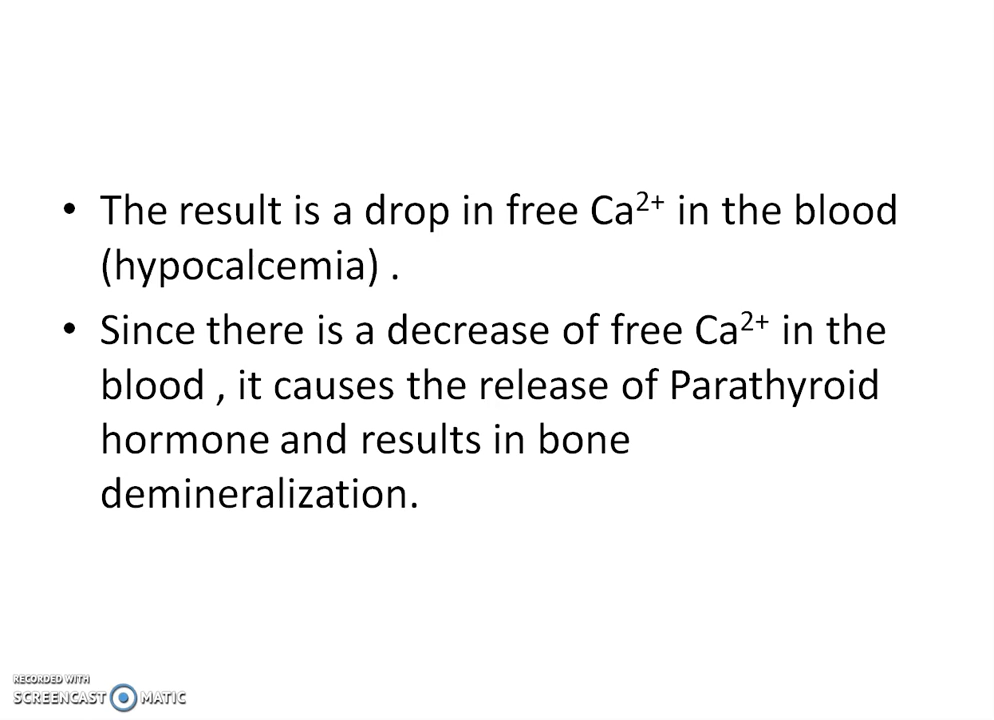 • The result is a drop in free Ca²⁺ in the blood
(hypocalcemia) .
• Since there is a decrease of free Ca²⁺ in the
blood , it causes the release of Parathyroid
hormone and results in bone
demineralization.
RECORDED WITH
SCREENCAST MATIC